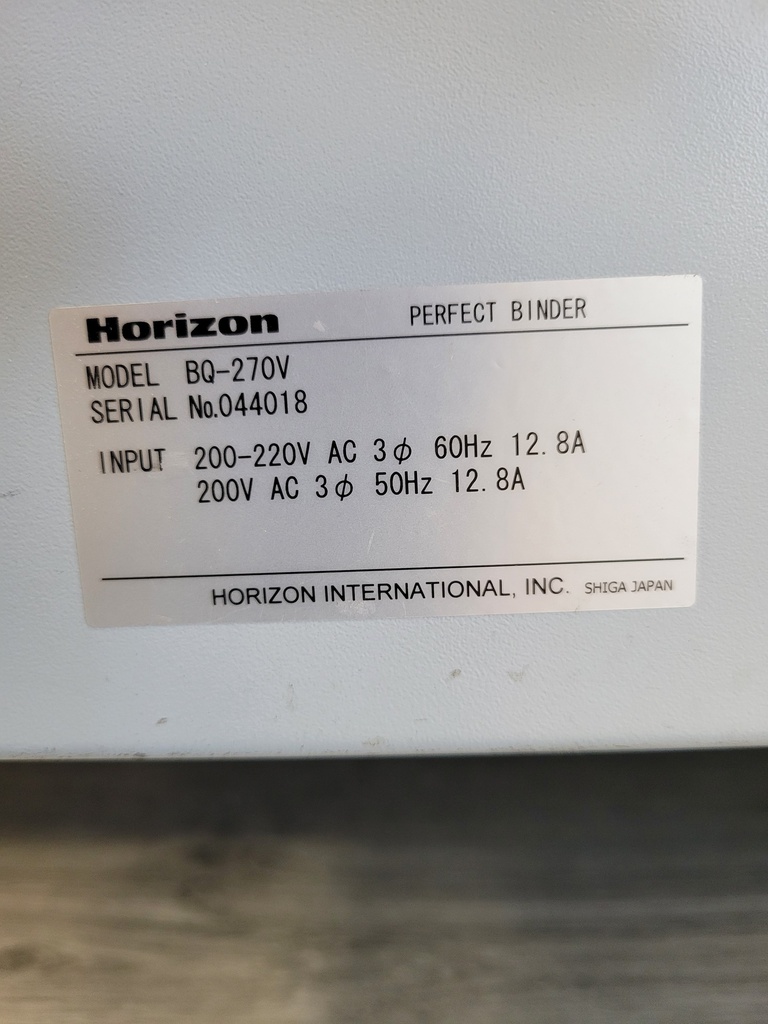 Horizon PERFECT BINDER
MODEL BQ-270V
SERIAL No.044018
INPUT 200-220V AC 3φ 60Hz 12.8A
200V AC 3φ 50Hz 12.8A
HORIZON INTERNATIONAL, INC. SHIGA JAPAN